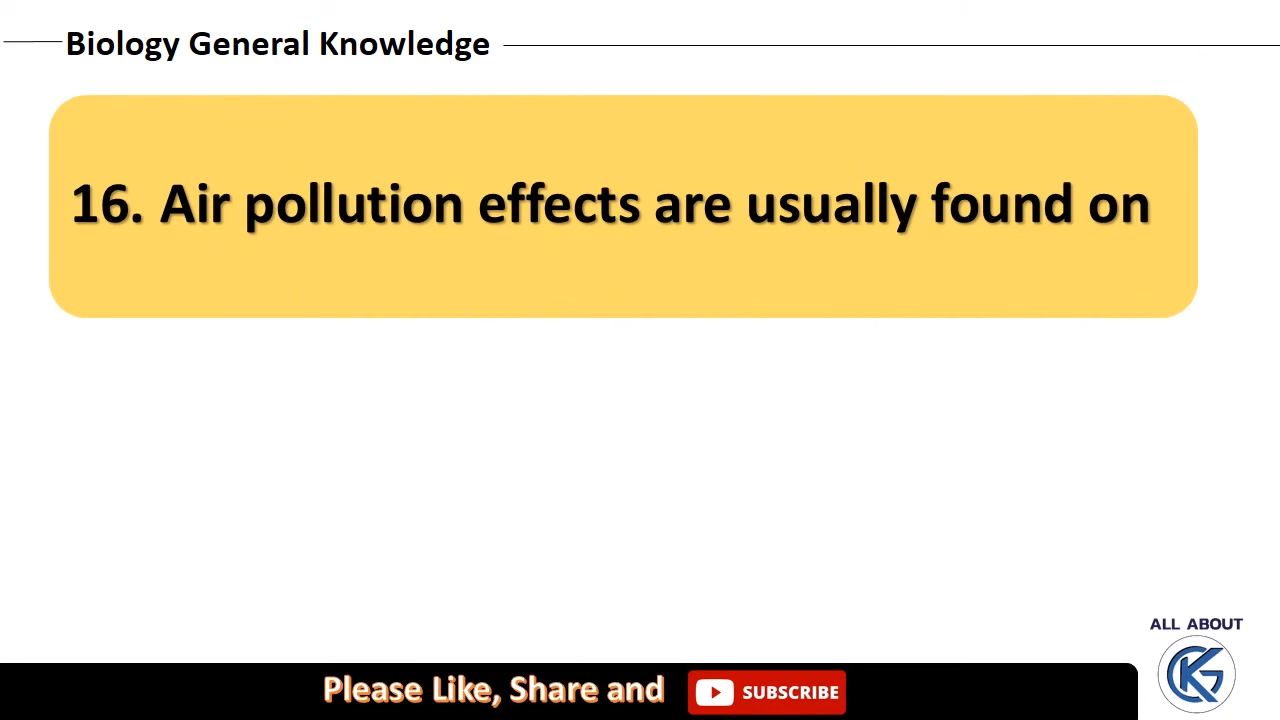 Biology General Knowledge
16. Air pollution effects are usually found on
ALL ABOUT
Please Like, Share and
SUBSCRIBE